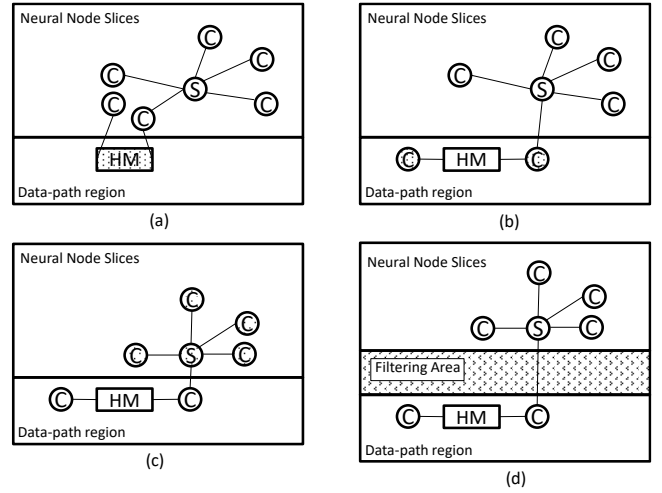 Neural Node Slices
C
C
C
C
S
C
C
HM
Data-path region
(a)
Neural Node Slices
C
C
C
S
C
C
HM
C
Data-path region
(b)
Neural Node Slices
C
C
C
S
C
C
HM
C
Data-path region
(c)
Neural Node Slices
C
C
C
S
C
Filtering Area
C
HM
C
Data-path region
(d)